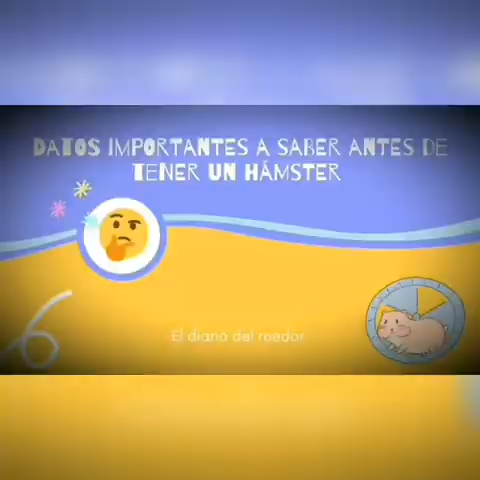 DATOS IMPORTANTES A SABER ANTES DE
TENER UN HÁMSTER
El diario del roedor